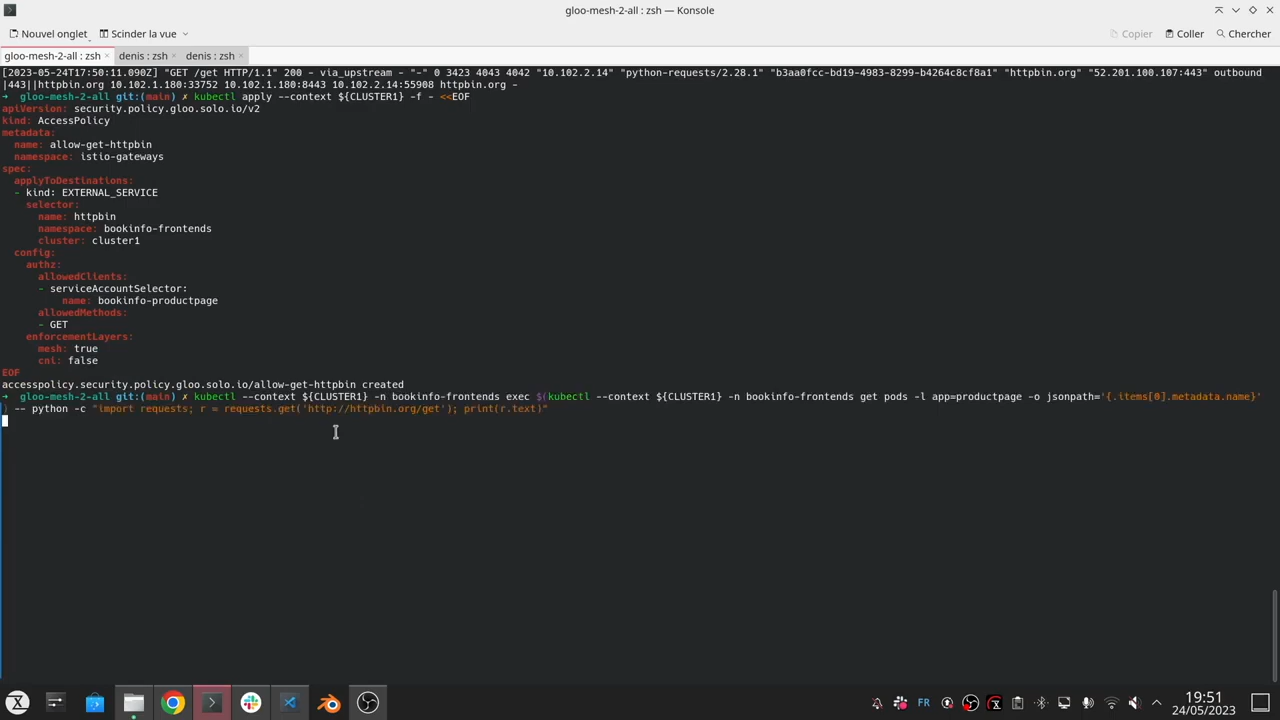 gloo-mesh-2-all : zsh — Konsole
Nouvel onglet Scinder la vue Copier Coller Chercher
gloo-mesh-2-all : zsh denis : zsh denis : zsh
[2023-05-24T17:50:11.090Z] "GET /get HTTP/1.1" 200 - via_upstream - "-" 0 3423 4043 4042 "10.102.2.14" "python-requests/2.28.1" "b3aa0fcc-bd19-4983-8299-b4264c8cf8a1" "httpbin.org" "52.201.100.107:443" outbound
|443||httpbin.org 10.102.1.180:33752 10.102.1.180:8443 10.102.2.14:55908 httpbin.org -
→ gloo-mesh-2-all git:(main) ✗ kubectl apply --context ${CLUSTER1} -f - <<EOF
apiVersion: security.policy.gloo.solo.io/v2
kind: AccessPolicy
metadata:
  name: allow-get-httpbin
  namespace: istio-gateways
spec:
  applyToDestinations:
  - kind: EXTERNAL_SERVICE
    selector:
      name: httpbin
      namespace: bookinfo-frontends
      cluster: cluster1
  config:
    authz:
      allowedClients:
      - serviceAccountSelector:
          name: bookinfo-productpage
      allowedMethods:
      - GET
    enforcementLayers:
      mesh: true
      cni: false
EOF
accesspolicy.security.policy.gloo.solo.io/allow-get-httpbin created
→ gloo-mesh-2-all git:(main) ✗ kubectl --context ${CLUSTER1} -n bookinfo-frontends exec $(kubectl --context ${CLUSTER1} -n bookinfo-frontends get pods -l app=productpage -o jsonpath='{.items[0].metadata.name}'
) -- python -c "import requests; r = requests.get('http://httpbin.org/get'); print(r.text)"
FR
19:51
24/05/2023